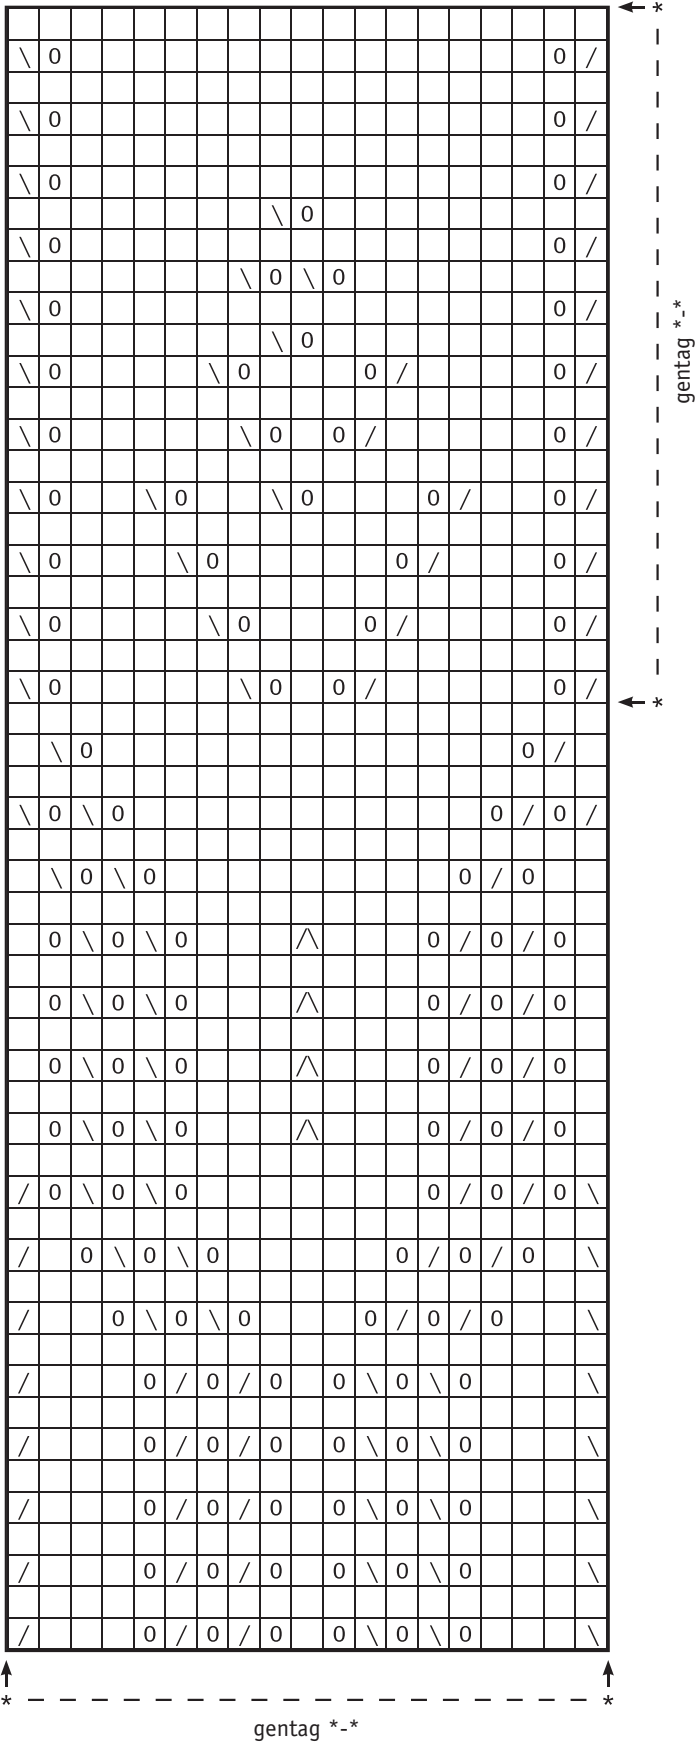 *
\ O O /
\ O O /
\ O O /
\ O
\ O O /
\ O \ O
\ O O /
\ O
\ O \ O O / O /
\ O \ O O / O /
\ O \ O \ O O / O /
\ O \ O O / O /
\ O \ O O / O /
\ O \ O O / O /
gentag *-*
*
\ O O /
\ O \ O O / O /
\ O \ O O / O
O \ O \ O /\ O / O / O
O \ O \ O /\ O / O / O
O \ O \ O /\ O / O / O
O \ O \ O /\ O / O / O
/ O \ O \ O O / O / O \
/ O \ O \ O O / O / O \
/ O \ O \ O O / O / O \
/ O / O / O O \ O \ O \
/ O / O / O O \ O \ O \
/ O / O / O O \ O \ O \
/ O / O / O O \ O \ O \
/ O / O / O O \ O \ O \
* *
gentag *-*